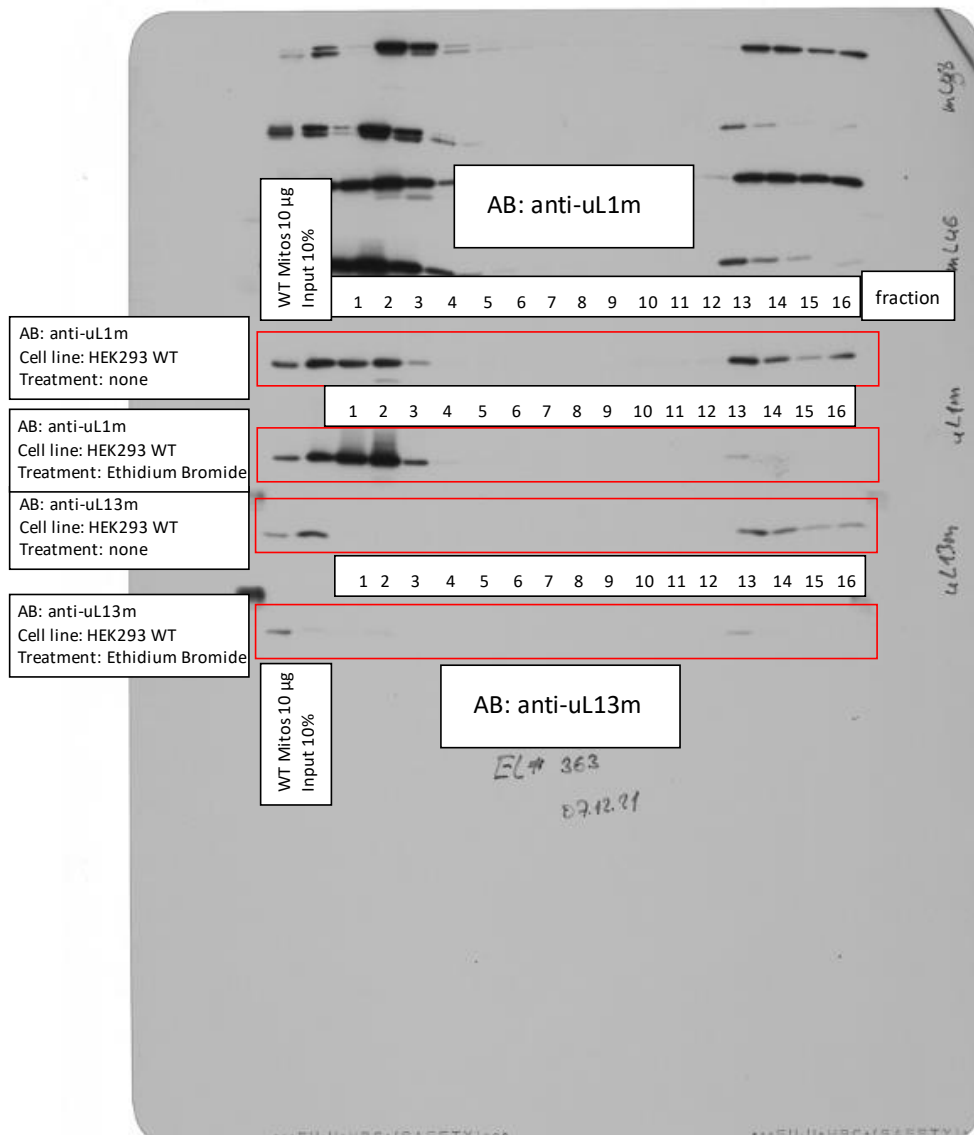 mL43
AB: anti-uL1m
WT Mitos 10 µg
Input 10%
mL46
1 2 3 4 5 6 7 8 9 10 11 12 13 14 15 16
fraction
AB: anti-uL1m
Cell line: HEK293 WT
Treatment: none
1 2 3 4 5 6 7 8 9 10 11 12 13 14 15 16
uL1m
AB: anti-uL1m
Cell line: HEK293 WT
Treatment: Ethidium Bromide
AB: anti-uL13m
Cell line: HEK293 WT
Treatment: none
uL13m
1 2 3 4 5 6 7 8 9 10 11 12 13 14 15 16
AB: anti-uL13m
Cell line: HEK293 WT
Treatment: Ethidium Bromide
WT Mitos 10 µg
Input 10%
AB: anti-uL13m
EL# 363
07.12.21